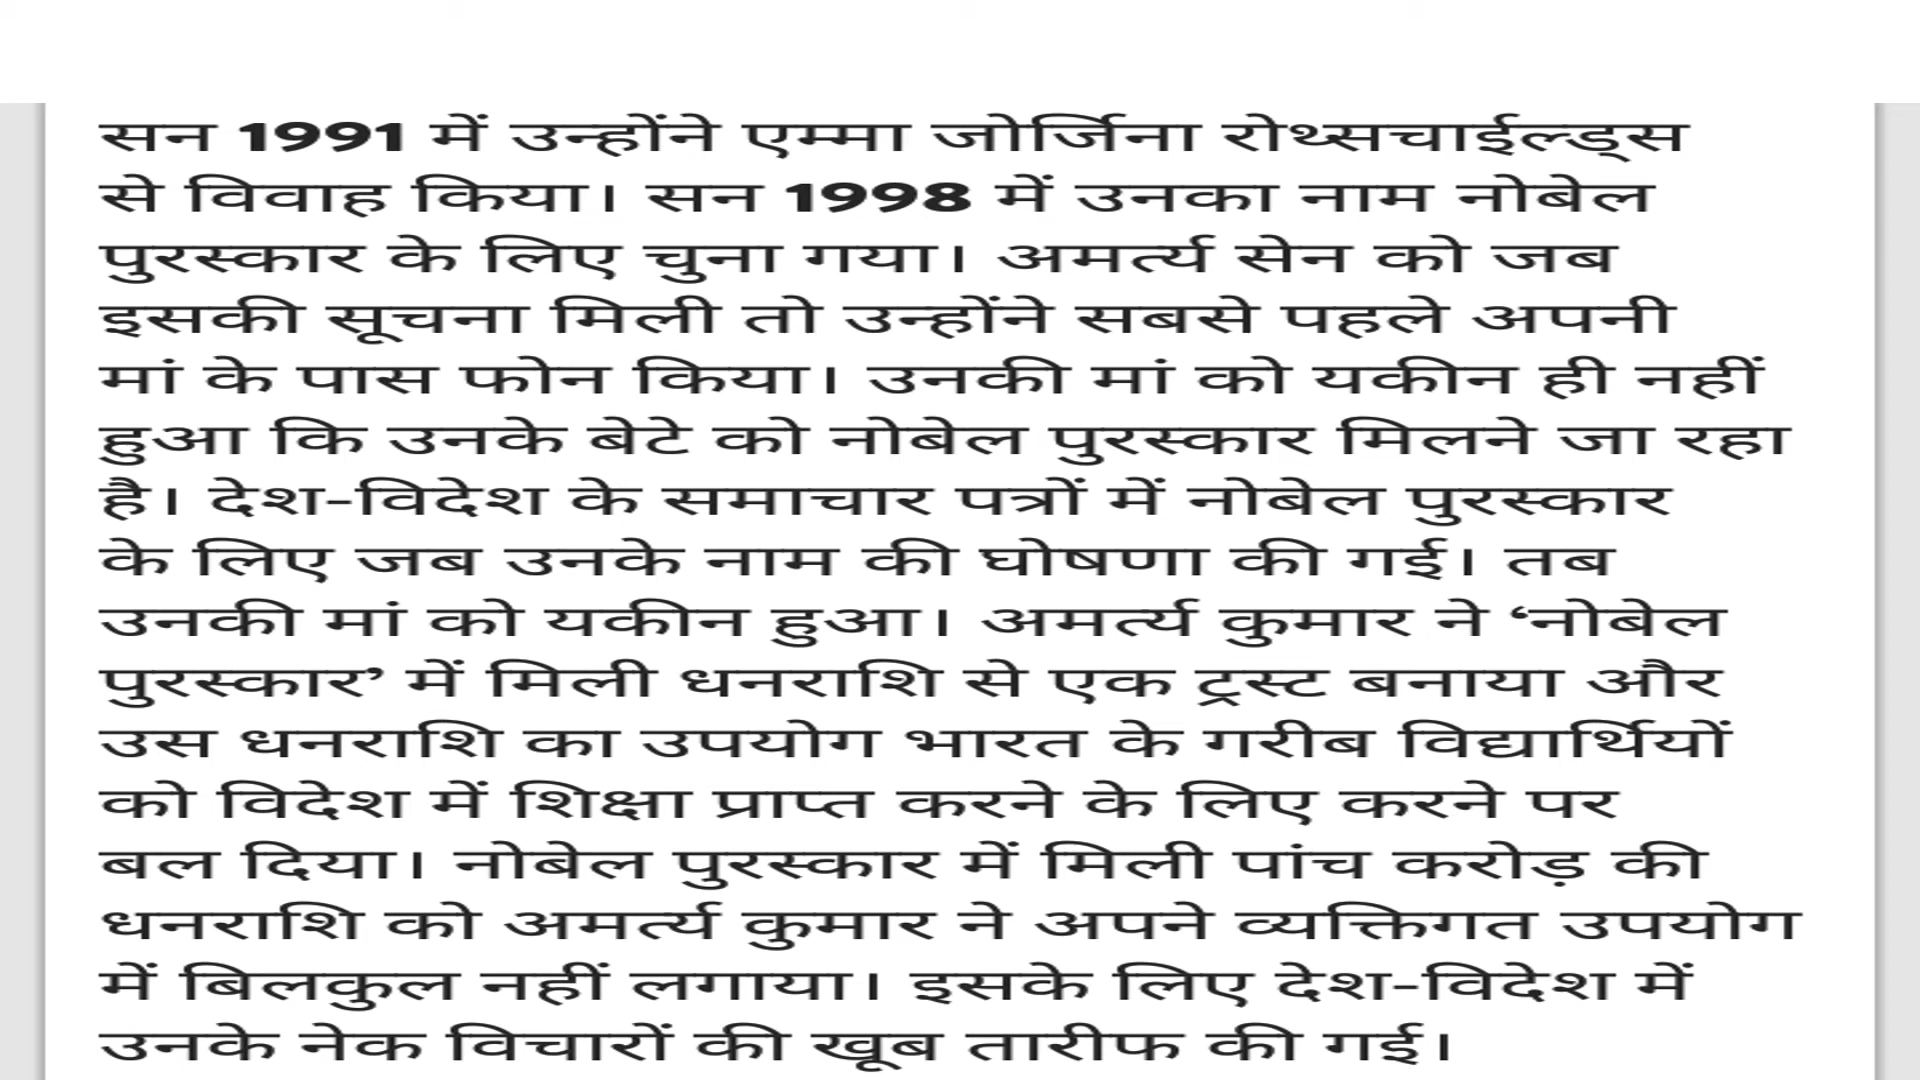 सन 1991 में उन्होंने एम्मा जोर्जिना रोथ्सचाईल्ड्स
से विवाह किया। सन 1998 में उनका नाम नोबेल
पुरस्कार के लिए चुना गया। अमर्त्य सेन को जब
इसकी सूचना मिली तो उन्होंने सबसे पहले अपनी
मां के पास फोन किया। उनकी मां को यकीन ही नहीं
हुआ कि उनके बेटे को नोबेल पुरस्कार मिलने जा रहा
है। देश-विदेश के समाचार पत्रों में नोबेल पुरस्कार
के लिए जब उनके नाम की घोषणा की गई। तब
उनकी मां को यकीन हुआ। अमर्त्य कुमार ने ‘नोबेल
पुरस्कार’ में मिली धनराशि से एक ट्रस्ट बनाया और
उस धनराशि का उपयोग भारत के गरीब विद्यार्थियों
को विदेश में शिक्षा प्राप्त करने के लिए करने पर
बल दिया। नोबेल पुरस्कार में मिली पांच करोड़ की
धनराशि को अमर्त्य कुमार ने अपने व्यक्तिगत उपयोग
में बिलकुल नहीं लगाया। इसके लिए देश-विदेश में
उनके नेक विचारों की खूब तारीफ की गई।